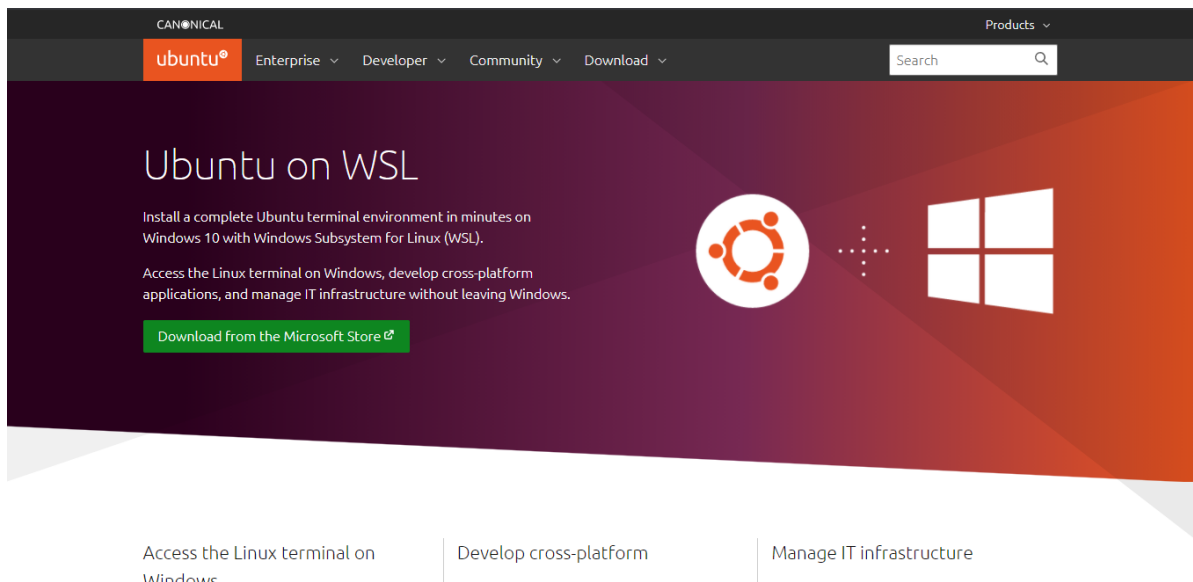 CANONICAL
Products
ubuntu
Enterprise
Developer
Community
Download
Search
Ubuntu on WSL
Install a complete Ubuntu terminal environment in minutes on
Windows 10 with Windows Subsystem for Linux (WSL).
Access the Linux terminal on Windows, develop cross-platform
applications, and manage IT infrastructure without leaving Windows.
Download from the Microsoft Store
Access the Linux terminal on
Windows
Develop cross-platform
Manage IT infrastructure